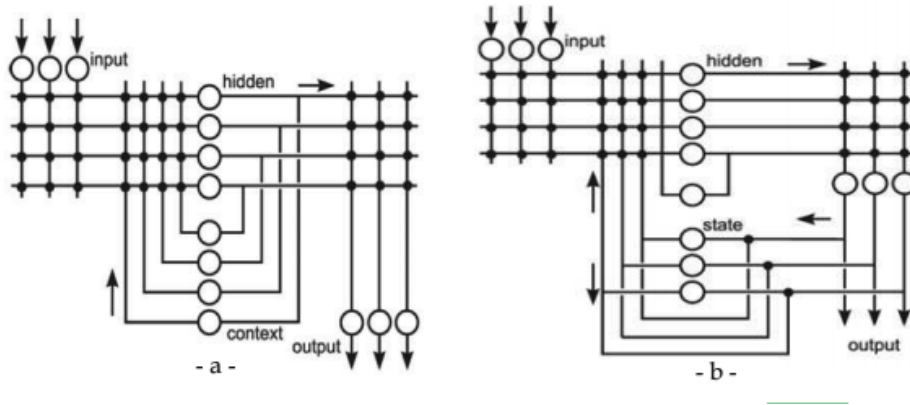 input
hidden
context
output
- a -
input
hidden
state
output
- b -